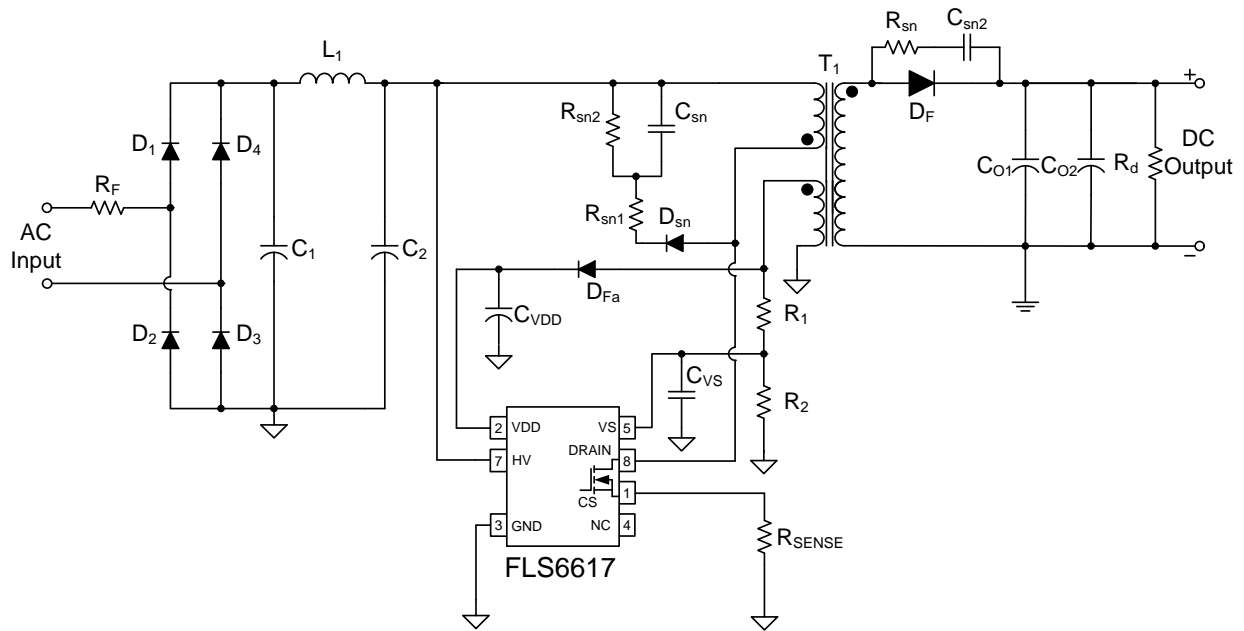 Rsn
Csn2
L1
T1
+
Rsn2
Csn
DF
D1
D4
DC
Output
CO1
CO2
Rd
RF
Rsn1
Dsn
AC
Input
C1
C2
−
DFa
D2
D3
CVDD
R1
CVS
R2
2
VDD
VS
5
DRAIN
7
HV
8
CS
1
3
GND
NC
4
RSENSE
FLS6617